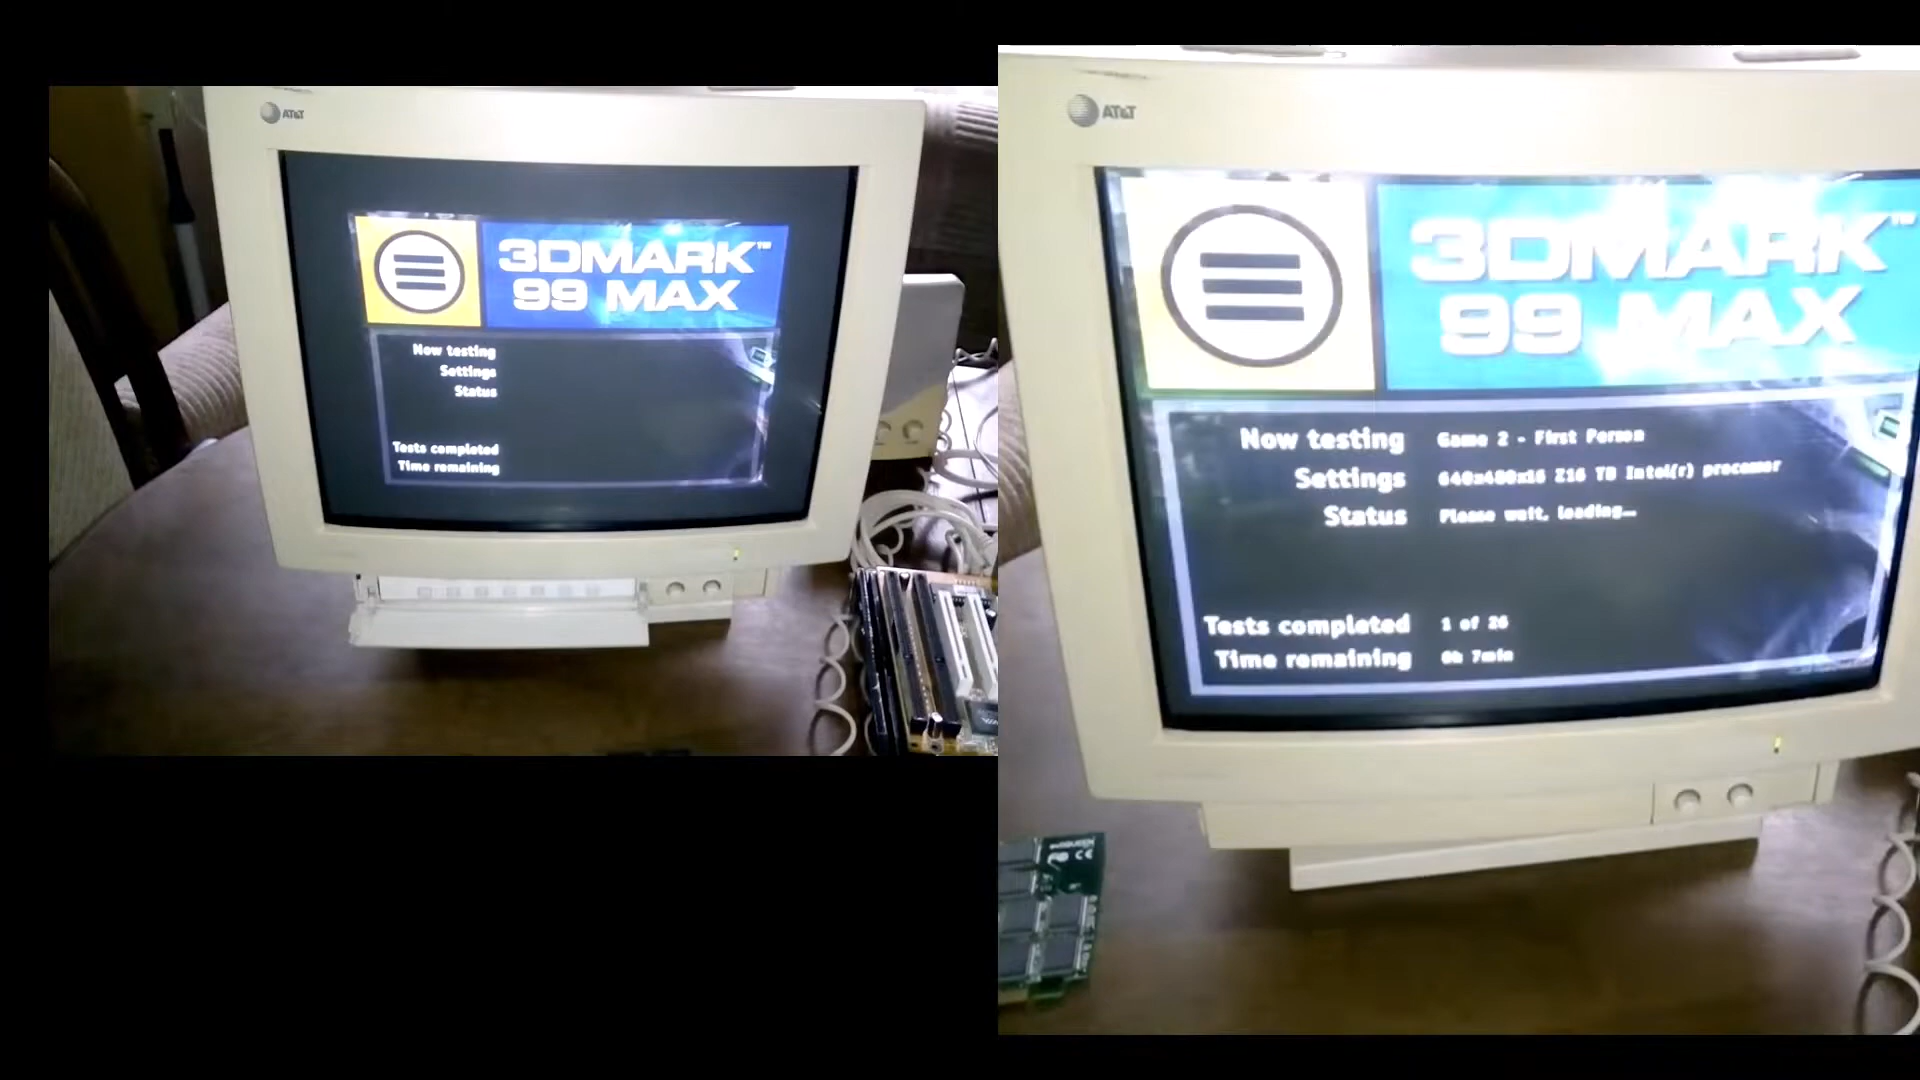 AT&T
3DMARK™
99 MAX
Now testing
Settings
Status
Tests completed
Time remaining
AT&T
3DMARK™
99 MAX
Now testing Game 2 - First Person
Settings 640x480x16 Z16 TB Intel(r) processor
Status Please wait, loading...
Tests completed 1 of 26
Time remaining 0h 7min
CE